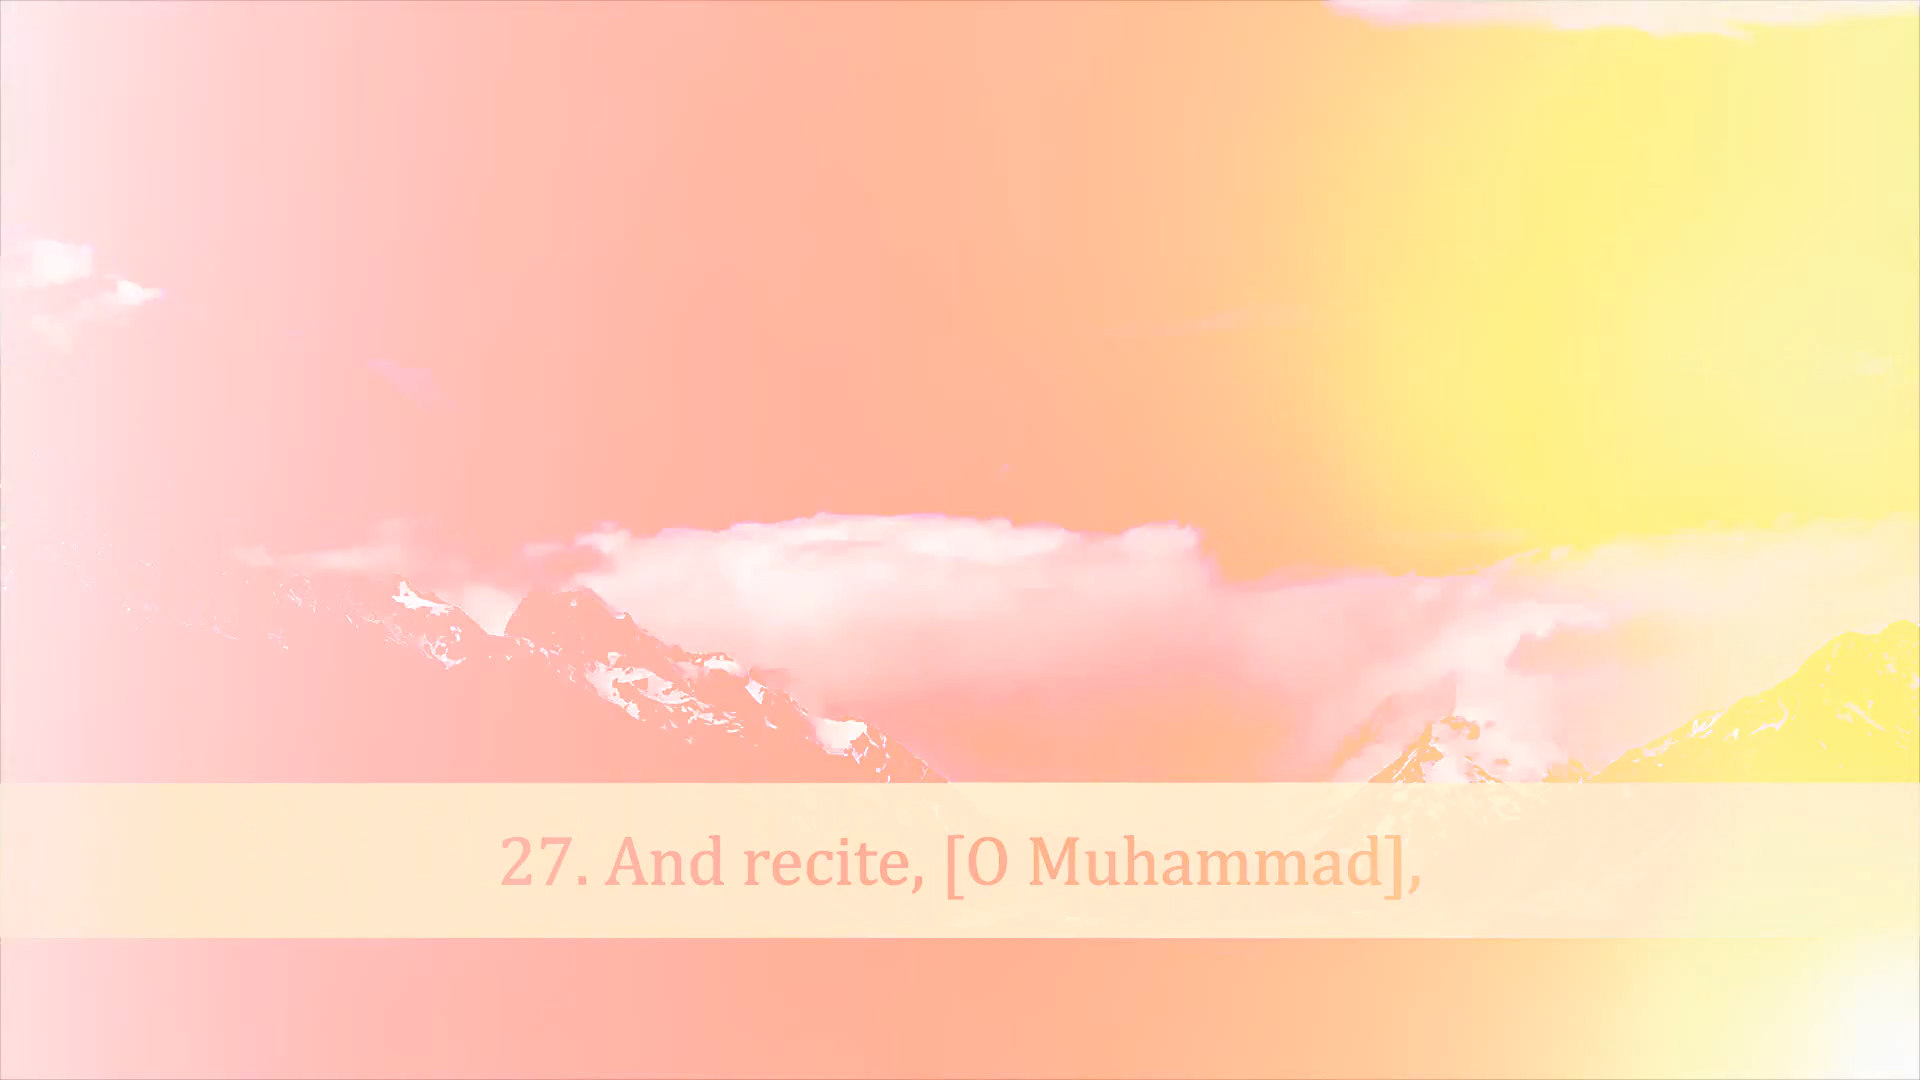 27. And recite, [O Muhammad],